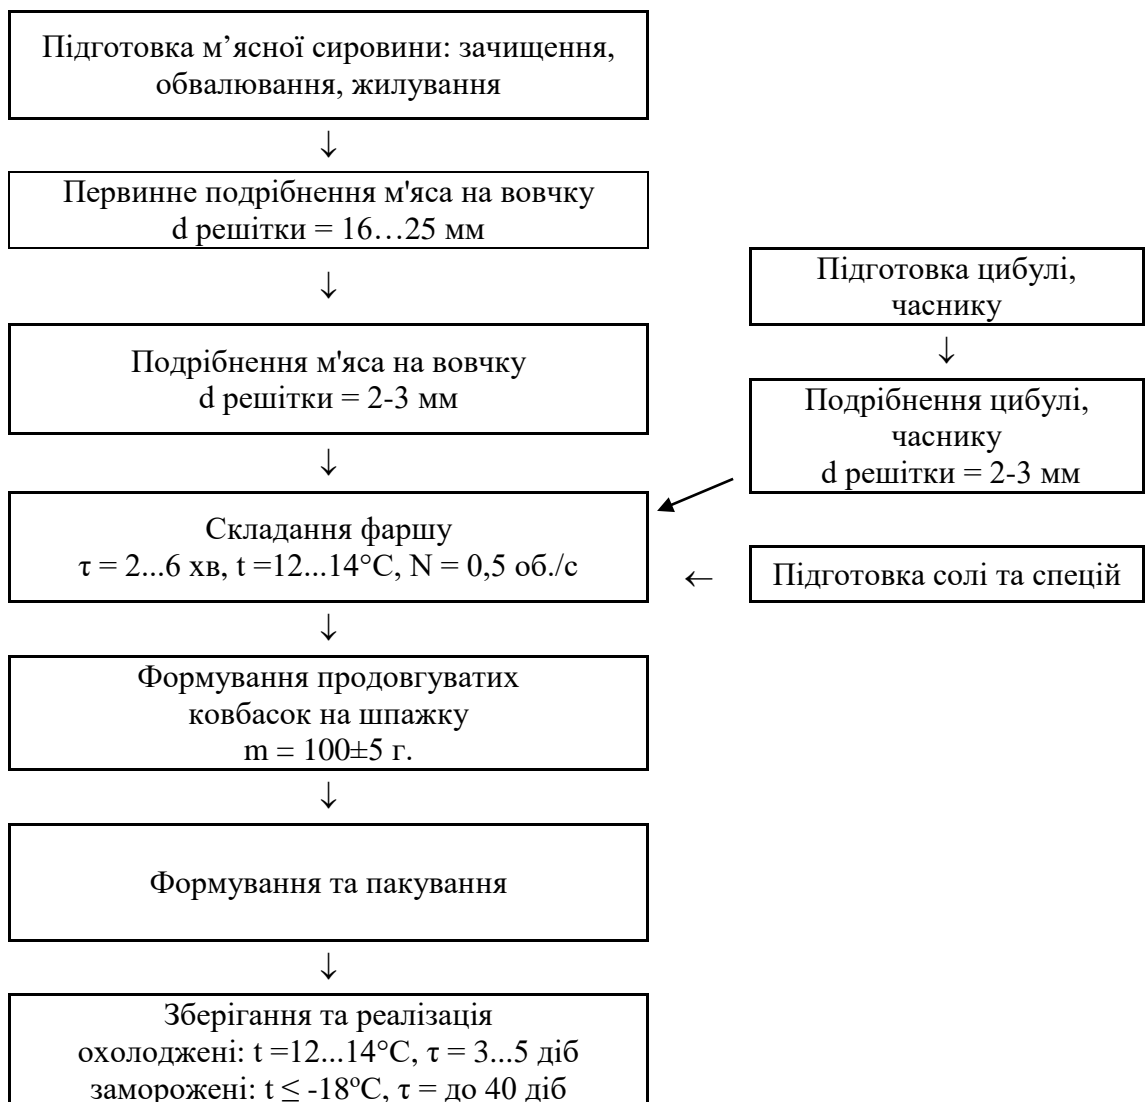 Підготовка м’ясної сировини: зачищення,
обвалювання, жилування
↓
Первинне подрібнення м'яса на вовчку
d решітки = 16…25 мм
↓
Подрібнення м'яса на вовчку
d решітки = 2-3 мм
↓
Підготовка цибулі,
часнику
↓
Подрібнення цибулі,
часнику
d решітки = 2-3 мм
Складання фаршу
τ = 2...6 хв, t =12...14°C, N = 0,5 об./с
←
Підготовка солі та спецій
↓
Формування продовгуватих
ковбасок на шпажку
m = 100±5 г.
↓
Формування та пакування
↓
Зберігання та реалізація
охолоджені: t =12...14°C, τ = 3...5 діб
заморожені: t ≤ -18ºC, τ = до 40 діб